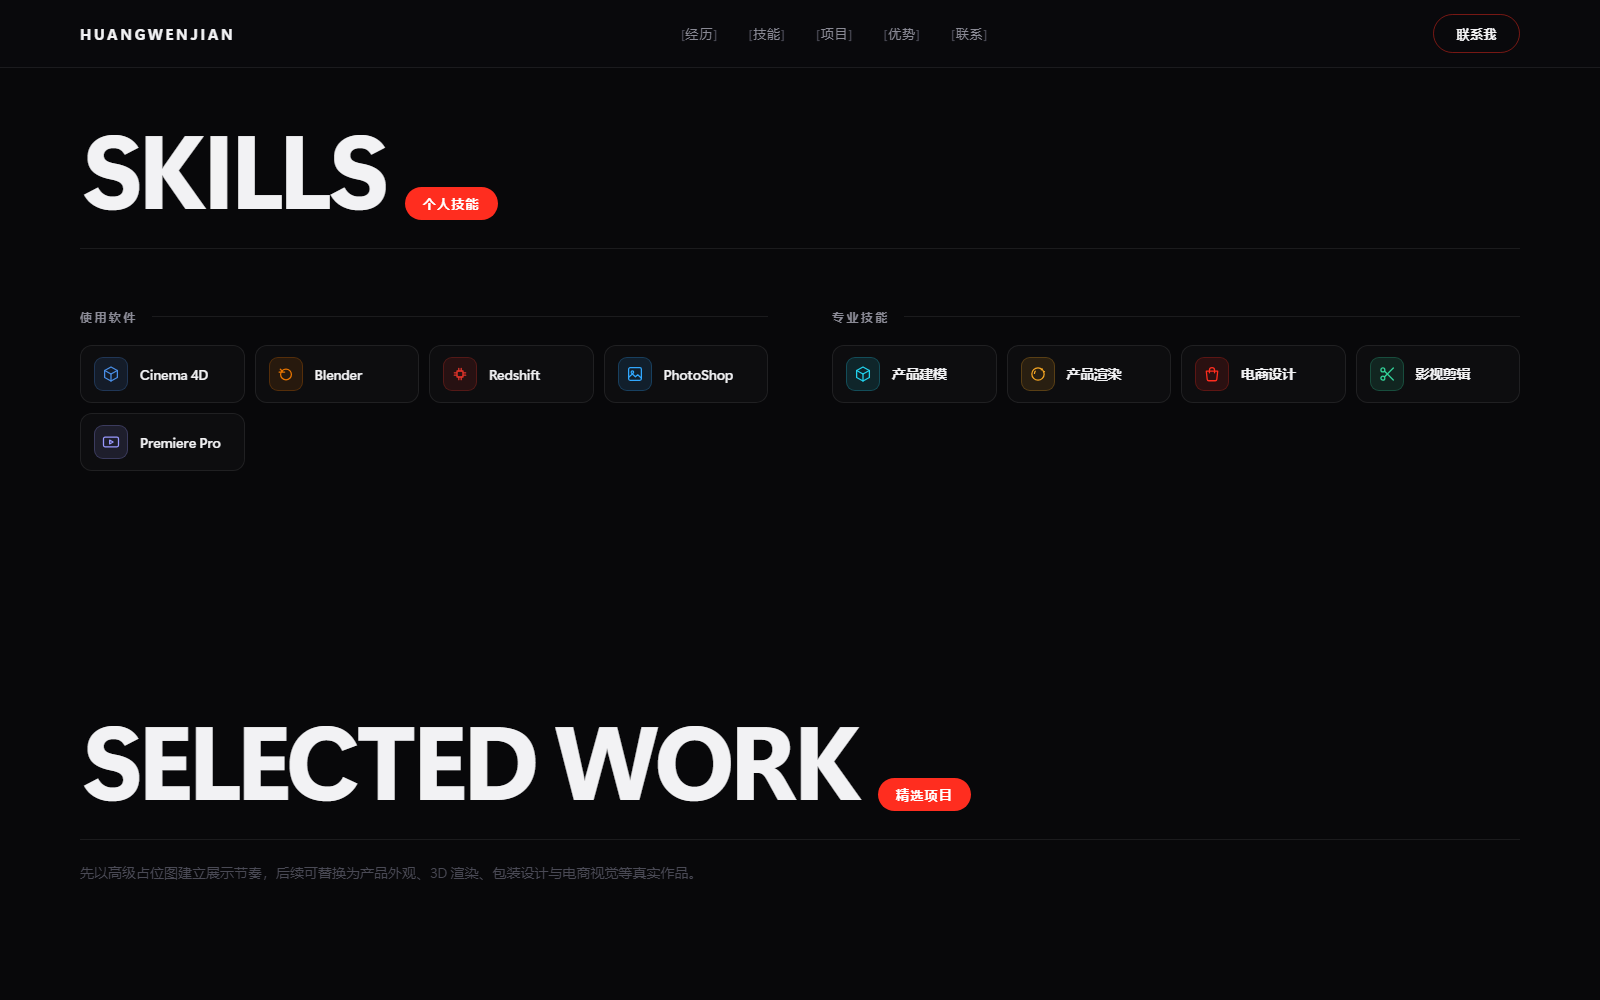 HUANGWENJIAN
[经历] [技能] [项目] [优势] [联系]
联系我
SKILLS
个人技能
使用软件
Cinema 4D
Blender
Redshift
PhotoShop
Premiere Pro
专业技能
产品建模
产品渲染
电商设计
影视剪辑
SELECTED WORK
精选项目
先以高级占位图建立展示节奏，后续可替换为产品外观、3D 渲染、包装设计与电商视觉等真实作品。